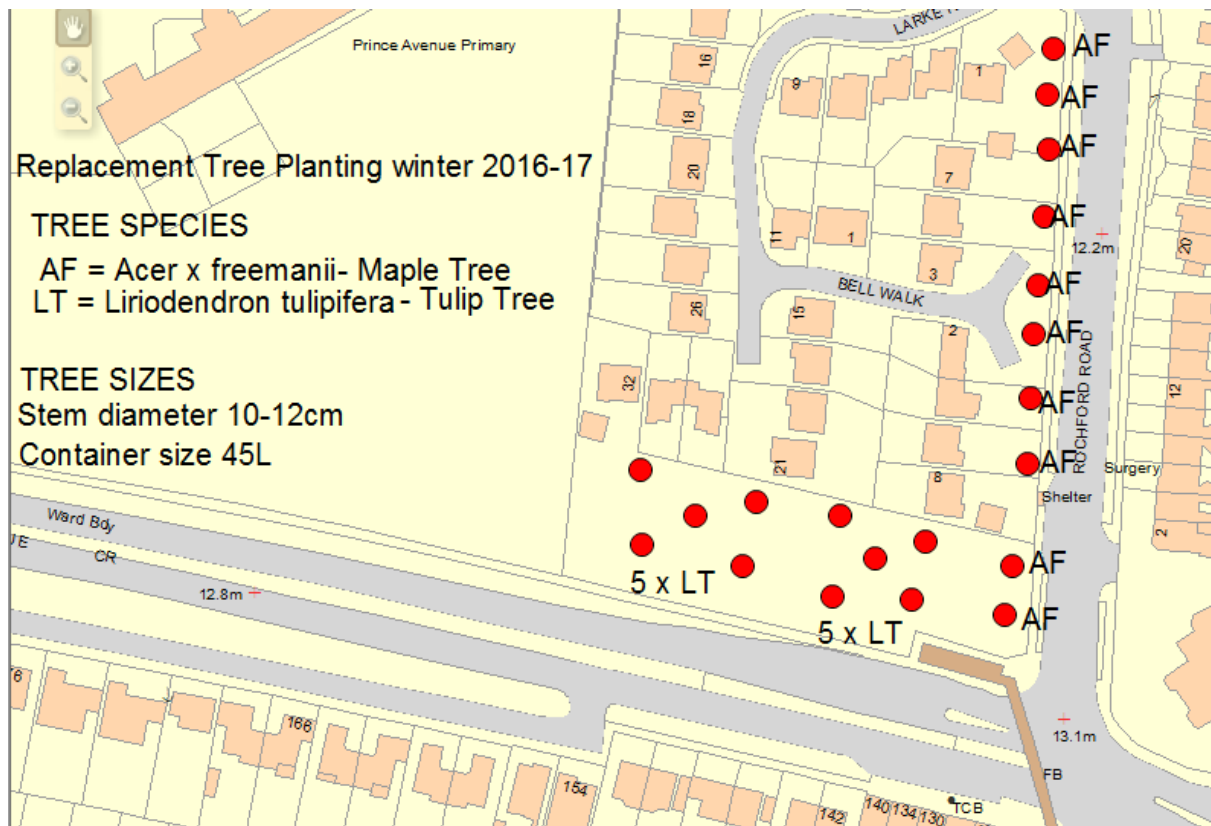 Prince Avenue Primary
Replacement Tree Planting winter 2016-17
TREE SPECIES
AF = Acer x freemanii- Maple Tree
LT = Liriodendron tulipifera - Tulip Tree
TREE SIZES
Stem diameter 10-12cm
Container size 45L
16
18
20
26
32
9
1
7
11
1
3
BELL WALK
15
2
21
8
AF
AF
AF
AF
12.2m
AF
AF
AF
AF
ROCHFORD ROAD
Surgery
Shelter
20
12
2
5 x LT
5 x LT
AF
AF
Ward Bdy
CR
12.8m
166
154
142
140
134
130
TCB
FB
13.1m